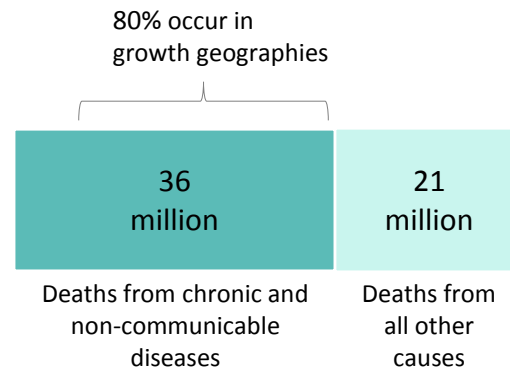 80% occur in
growth geographies
36
million
21
million
Deaths from chronic and
non-communicable
diseases
Deaths from
all other
causes